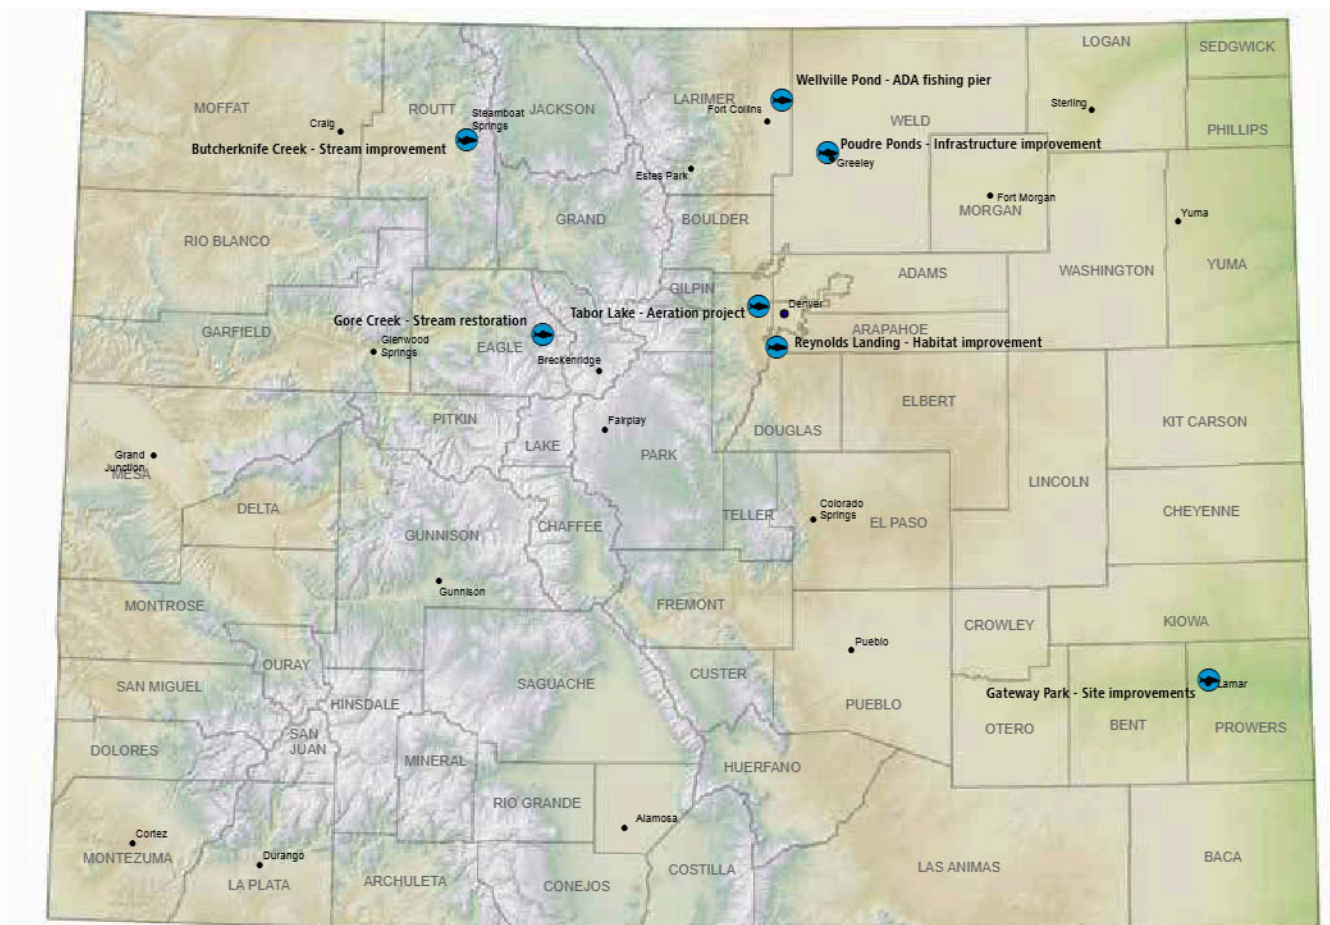 LOGAN
SEDGWICK
Wellville Pond - ADA fishing pier
MOFFAT
ROUTT
JACKSON
LARIMER
Fort Collins
Sterling
Steamboat
Springs
WELD
PHILLIPS
Craig
Butcherknife Creek - Stream improvement
Poudre Ponds - Infrastructure improvement
Greeley
Estes Park
Fort Morgan
MORGAN
Yuma
GRAND
BOULDER
RIO BLANCO
ADAMS
WASHINGTON
YUMA
GILPIN
Denver
Tabor Lake - Aeration project
Gore Creek - Stream restoration
GARFIELD
ARAPAHOE
Glenwood
Springs
EAGLE
Reynolds Landing - Habitat improvement
Breckenridge
ELBERT
PITKIN
Fairplay
KIT CARSON
DOUGLAS
LAKE
PARK
Grand
Junction
MESA
LINCOLN
DELTA
Colorado
Springs
TELLER
EL PASO
CHEYENNE
CHAFFEE
GUNNISON
Gunnison
MONTROSE
FREMONT
CROWLEY
KIOWA
Pueblo
OURAY
CUSTER
SAN MIGUEL
SAGUACHE
Lamar
Gateway Park - Site improvements
HINSDALE
PUEBLO
SAN
JUAN
OTERO
BENT
PROWERS
DOLORES
MINERAL
HUERFANO
RIO GRANDE
Alamosa
Cortez
MONTEZUMA
Durango
LA PLATA
ARCHULETA
CONEJOS
COSTILLA
LAS ANIMAS
BACA